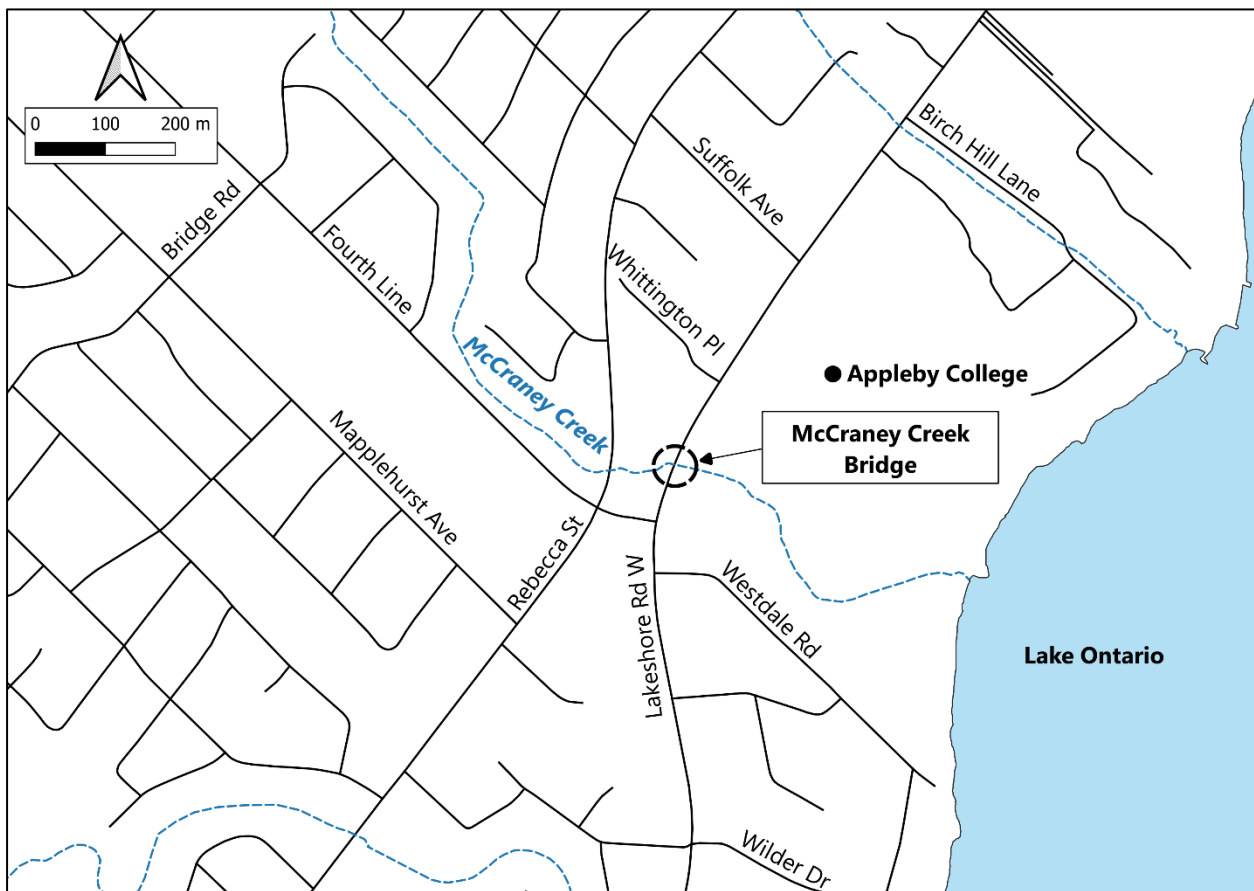 0 100 200 m
Birch Hill Lane
Suffolk Ave
Bridge Rd
Fourth Line
Whittington Pl
McCraney Creek
Appleby College
McCraney Creek
Bridge
Mapplehurst Ave
Rebecca St
Westdale Rd
Lakeshore Rd W
Lake Ontario
Wilder Dr